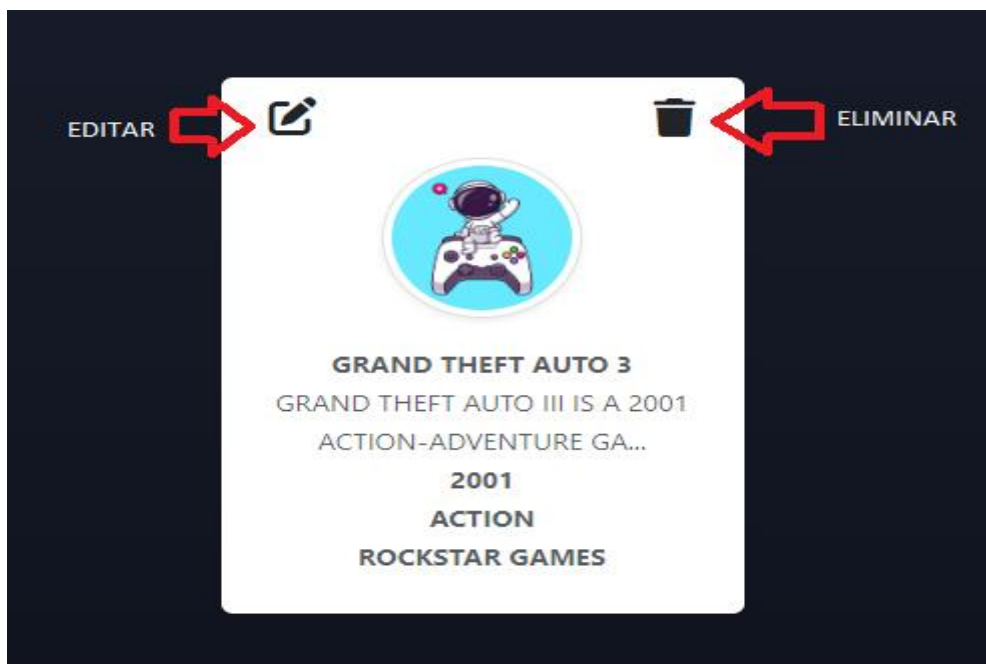 EDITAR
ELIMINAR
GRAND THEFT AUTO 3
GRAND THEFT AUTO III IS A 2001
ACTION-ADVENTURE GA...
2001
ACTION
ROCKSTAR GAMES